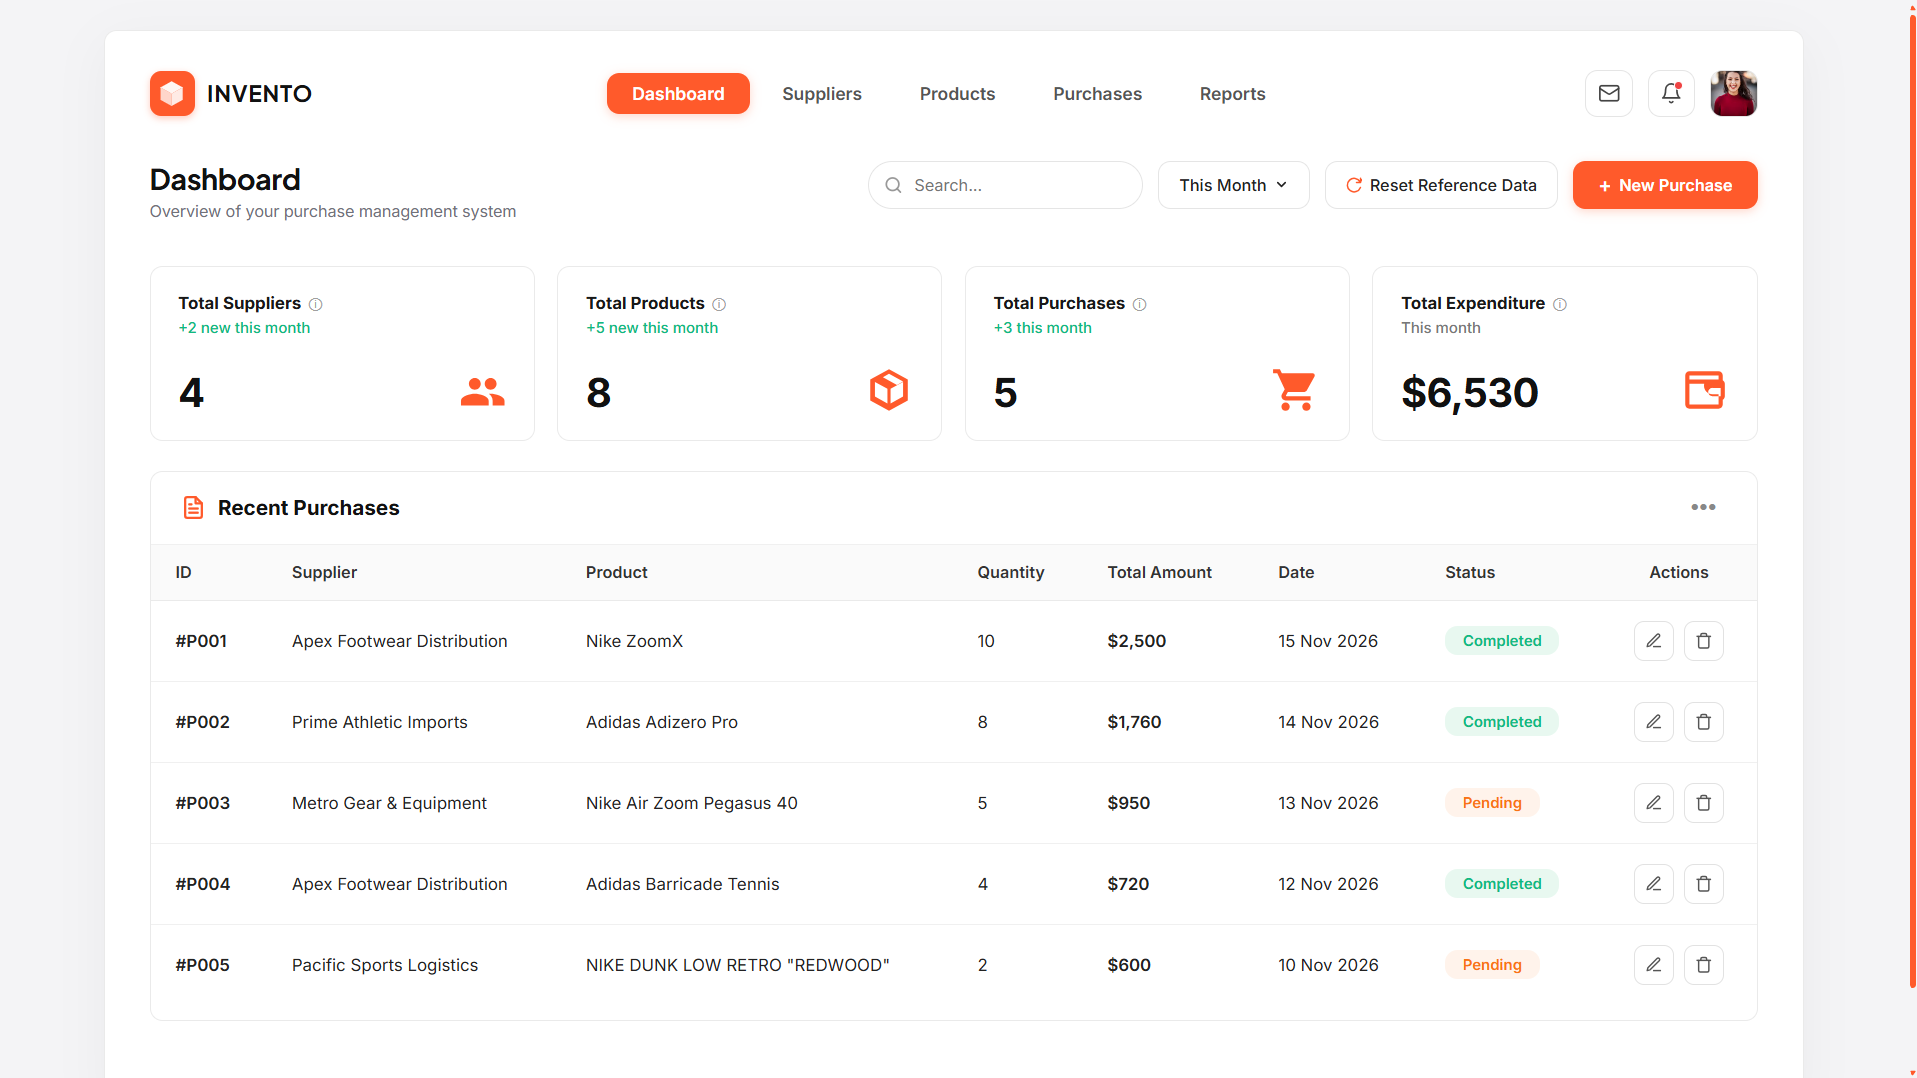 INVENTO
Dashboard
Suppliers
Products
Purchases
Reports
Dashboard
Overview of your purchase management system
Search...
This Month
Reset Reference Data
+ New Purchase
Total Suppliers
+2 new this month
4
Total Products
+5 new this month
8
Total Purchases
+3 this month
5
Total Expenditure
This month
$6,530
Recent Purchases
ID Supplier Product Quantity Total Amount Date Status Actions
#P001 Apex Footwear Distribution Nike ZoomX 10 $2,500 15 Nov 2026 Completed
#P002 Prime Athletic Imports Adidas Adizero Pro 8 $1,760 14 Nov 2026 Completed
#P003 Metro Gear & Equipment Nike Air Zoom Pegasus 40 5 $950 13 Nov 2026 Pending
#P004 Apex Footwear Distribution Adidas Barricade Tennis 4 $720 12 Nov 2026 Completed
#P005 Pacific Sports Logistics NIKE DUNK LOW RETRO "REDWOOD" 2 $600 10 Nov 2026 Pending